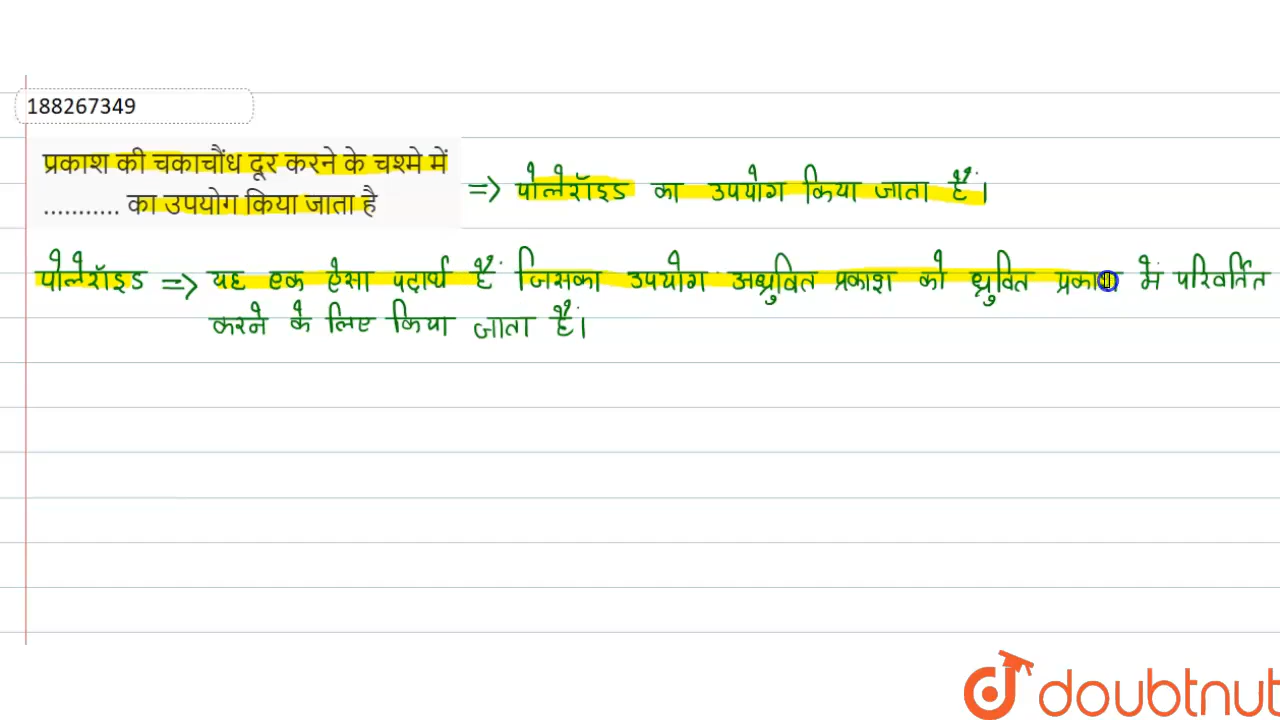 188267349
प्रकाश की चकाचौंध दूर करने के चश्मे में
........... का उपयोग किया जाता है
=> पोलेरॉइड का उपयोग किया जाता है।
पोलेरॉइड => यह एक ऐसा पदार्थ है जिसका उपयोग अध्रुवित प्रकाश को ध्रुवित प्रकाश में परिवर्तित
करने के लिए किया जाता है।
doubtnut